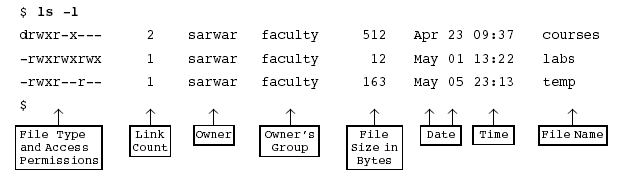 $ ls -l
drwxr-x--- 2 sarwar faculty 512 Apr 23 09:37 courses
-rwxrwxrwx 1 sarwar faculty 12 May 01 13:22 labs
-rwxr--r-- 1 sarwar faculty 163 May 05 23:13 temp
$
File Type and Access Permissions
Link Count
Owner
Owner's Group
File Size in Bytes
Date
Time
File Name